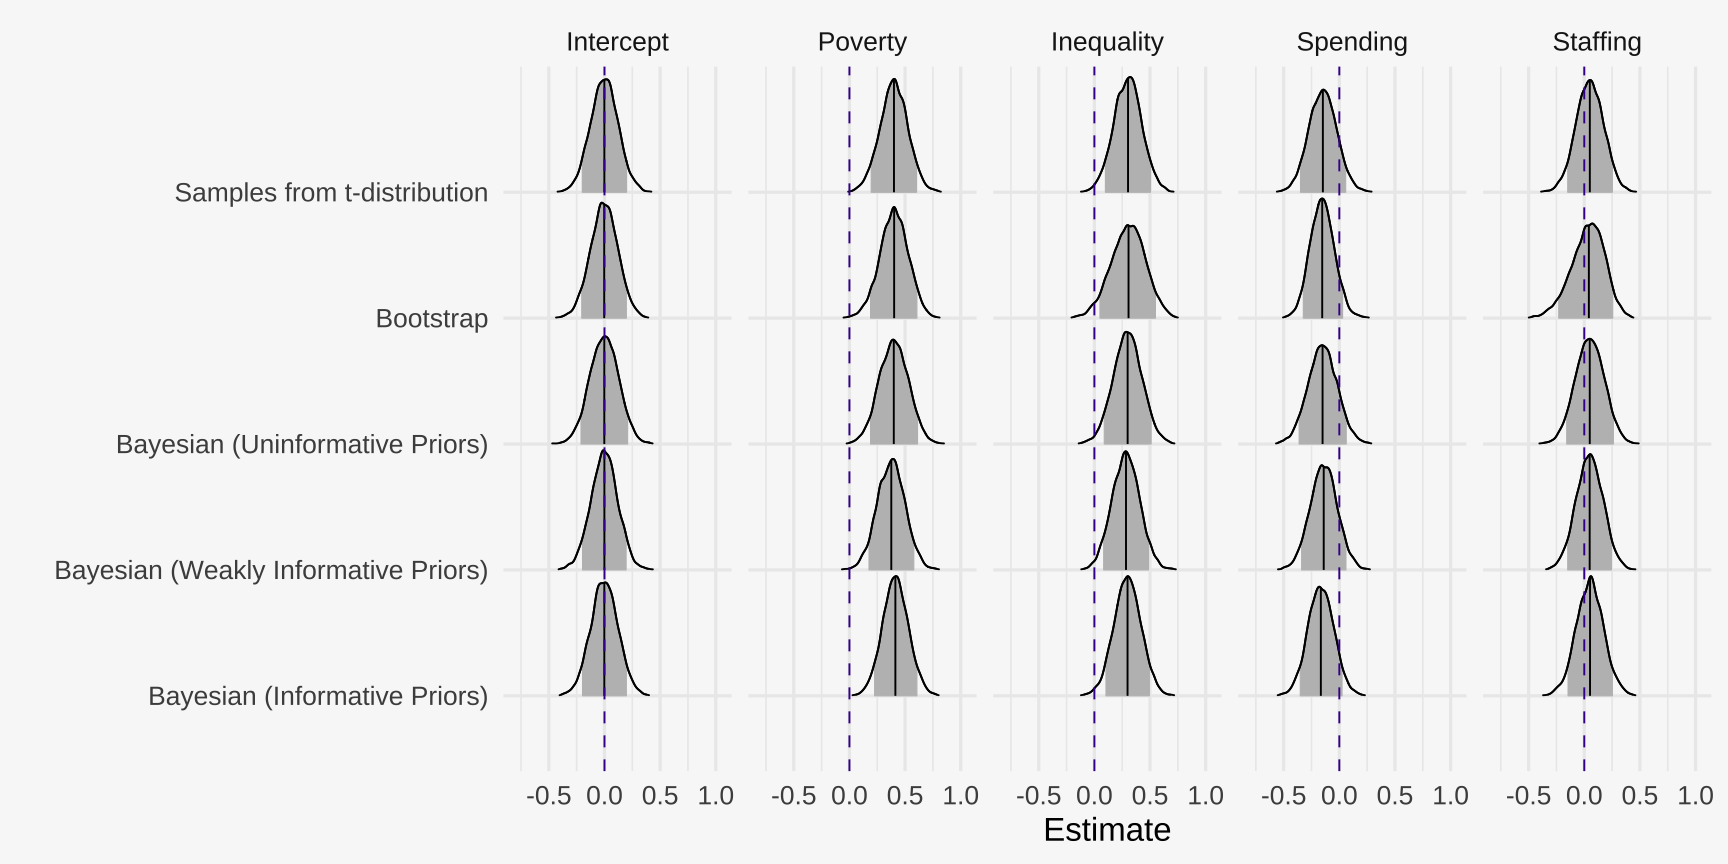 Intercept Poverty Inequality Spending Staffing
Samples from t-distribution
Bootstrap
Bayesian (Uninformative Priors)
Bayesian (Weakly Informative Priors)
Bayesian (Informative Priors)
-0.5 0.0 0.5 1.0 -0.5 0.0 0.5 1.0 -0.5 0.0 0.5 1.0 -0.5 0.0 0.5 1.0 -0.5 0.0 0.5 1.0
Estimate